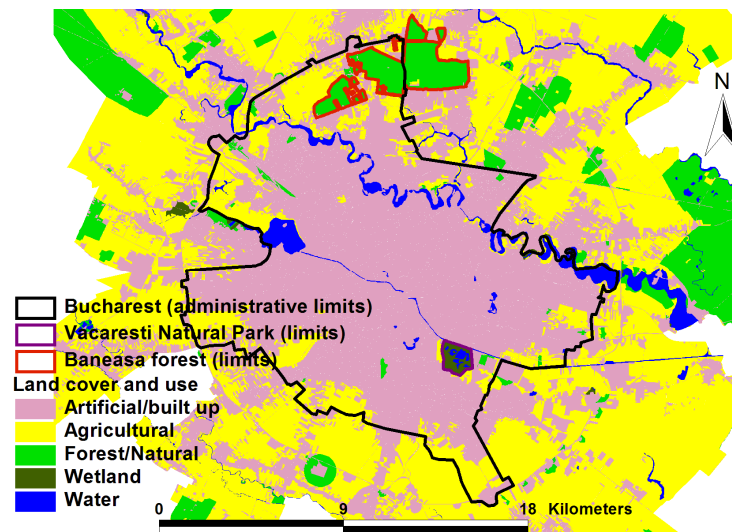 N
Bucharest (administrative limits)
Vacaresti Natural Park (limits)
Baneasa forest (limits)
Land cover and use
Artificial/built up
Agricultural
Forest/Natural
Wetland
Water
0 9 18 Kilometers